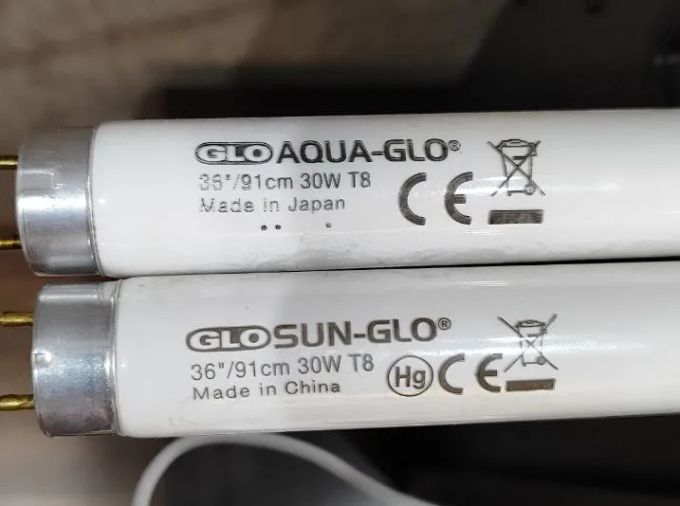 GLO AQUA-GLO®
36"/91cm 30W T8
Made in Japan
CE
GLO SUN-GLO®
36"/91cm 30W T8
Made in China
Hg CE